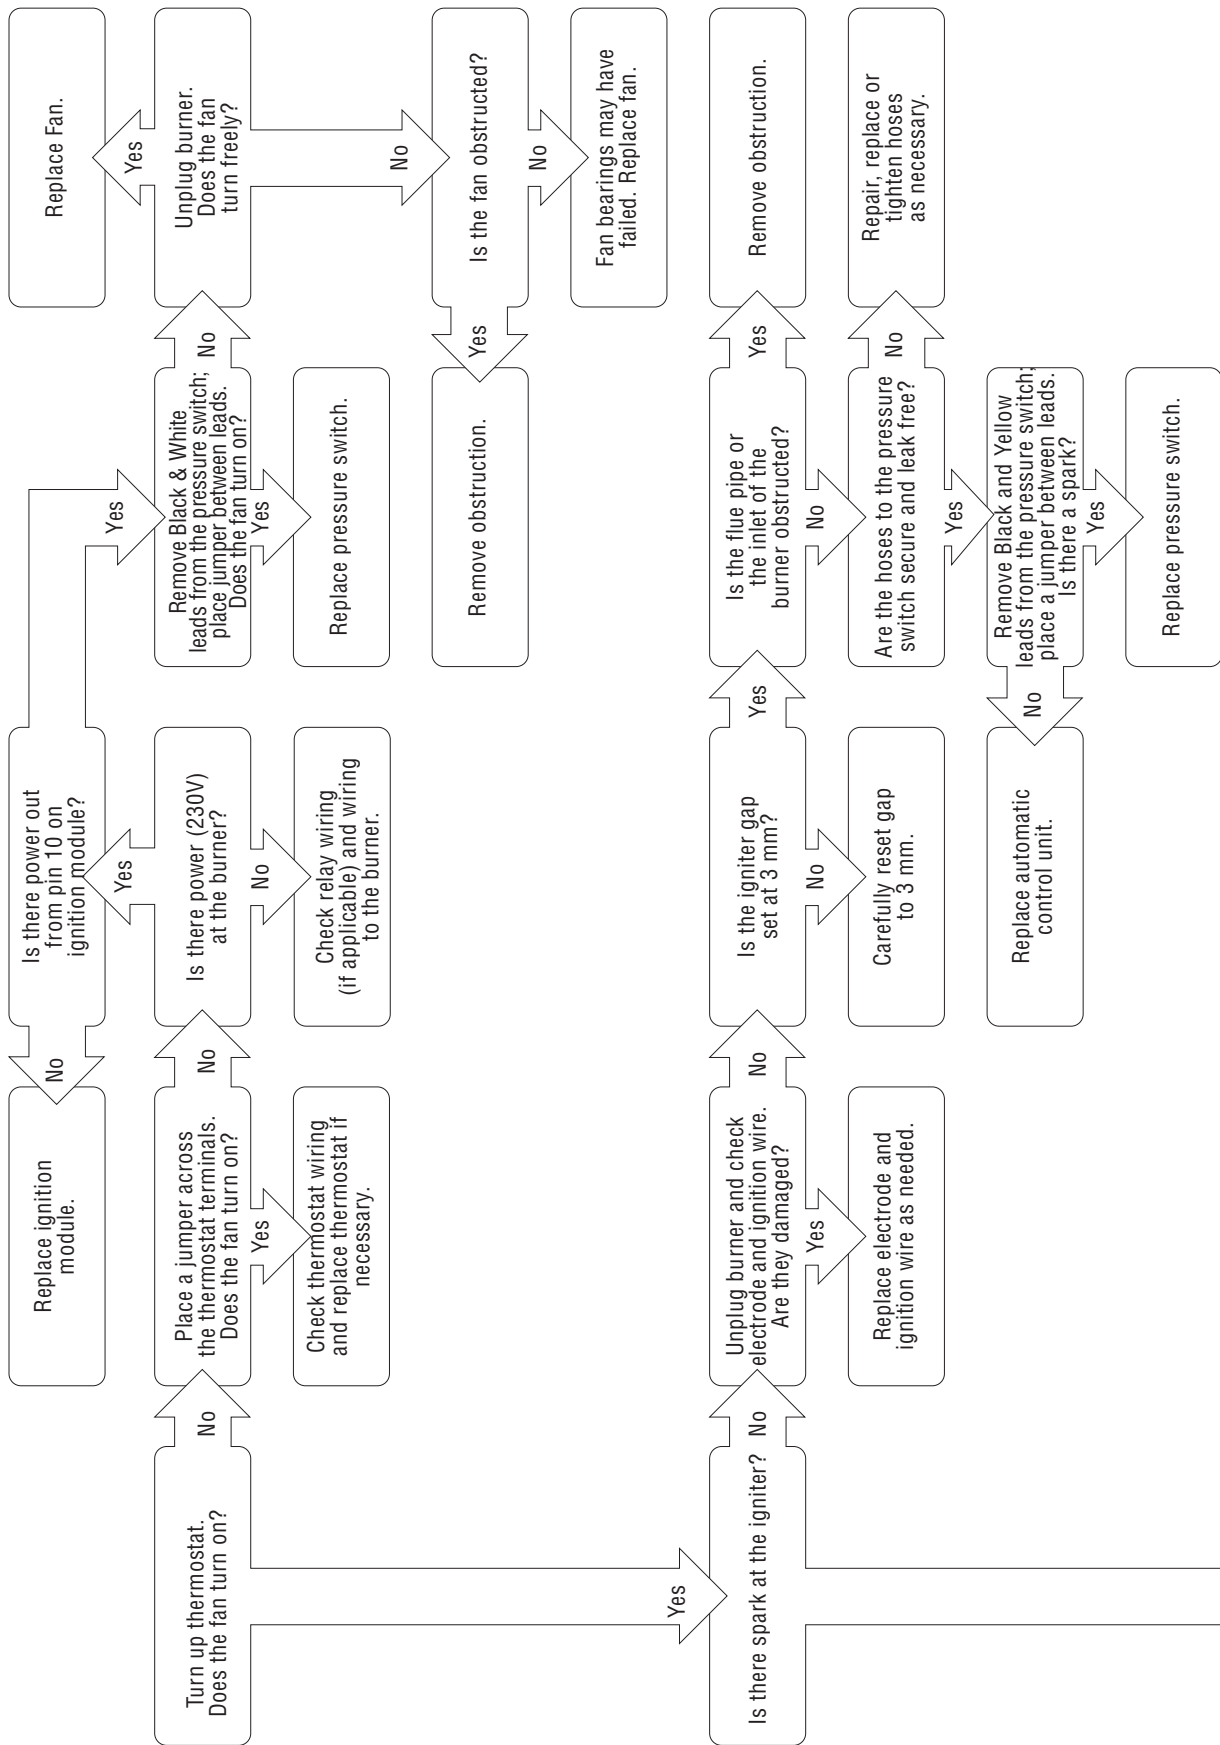 Turn up thermostat.
Does the fan turn on?
No
Yes
Place a jumper across
the thermostat terminals.
Does the fan turn on?
Yes
Check thermostat wiring
and replace thermostat if
necessary.
No
Is there power (230V)
at the burner?
No
Check relay wiring
(if applicable) and wiring
to the burner.
Yes
Is there power out
from pin 10 on
ignition module?
No
Replace ignition
module.
Yes
Remove Black & White
leads from the pressure switch;
place jumper between leads.
Does the fan turn on?
Yes
Replace pressure switch.
No
Unplug burner.
Does the fan
turn freely?
Yes
Replace Fan.
No
Is the fan obstructed?
Yes
Remove obstruction.
No
Fan bearings may have
failed. Replace fan.
Is there spark at the igniter?
No
Unplug burner and check
electrode and ignition wire.
Are they damaged?
Yes
Replace electrode and
ignition wire as needed.
No
Is the igniter gap
set at 3 mm?
No
Carefully reset gap
to 3 mm.
Yes
Is the flue pipe or
the inlet of the
burner obstructed?
Yes
Remove obstruction.
No
Are the hoses to the pressure
switch secure and leak free?
No
Repair, replace or
tighten hoses
as necessary.
Yes
Remove Black and Yellow
leads from the pressure switch;
place a jumper between leads.
Is there a spark?
No
Replace automatic
control unit.
Yes
Replace pressure switch.